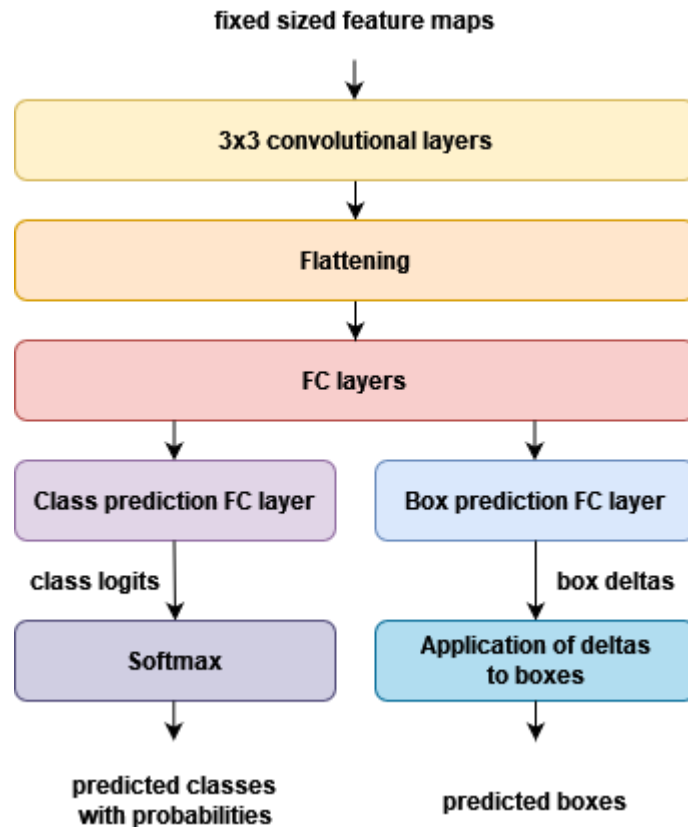 fixed sized feature maps
3x3 convolutional layers
Flattening
FC layers
Class prediction FC layer
Box prediction FC layer
class logits
box deltas
Softmax
Application of deltas
to boxes
predicted classes
with probabilities
predicted boxes